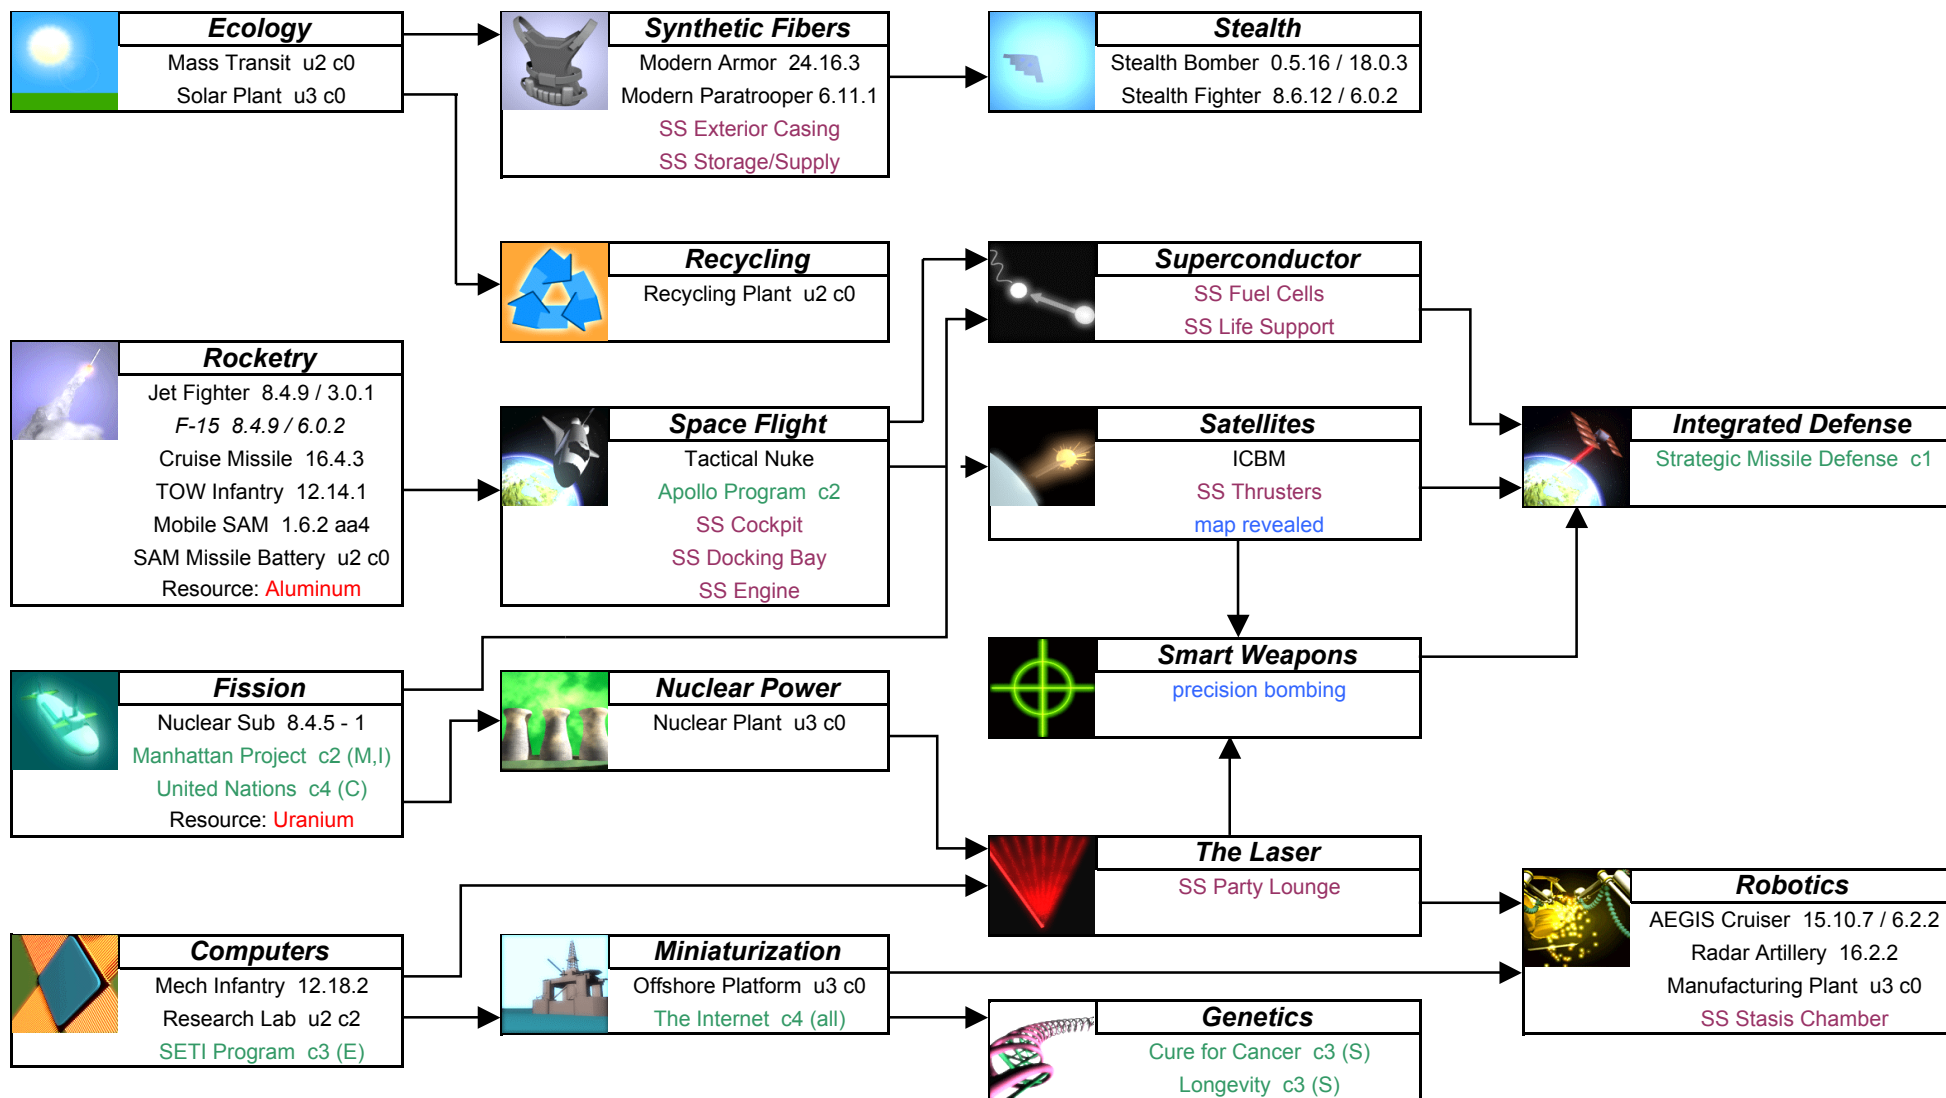 Ecology
Mass Transit u2 c0
Solar Plant u3 c0
Synthetic Fibers
Modern Armor 24.16.3
Modern Paratrooper 6.11.1
SS Exterior Casing
SS Storage/Supply
Stealth
Stealth Bomber 0.5.16 / 18.0.3
Stealth Fighter 8.6.12 / 6.0.2
Recycling
Recycling Plant u2 c0
Superconductor
SS Fuel Cells
SS Life Support
Rocketry
Jet Fighter 8.4.9 / 3.0.1
F-15 8.4.9 / 6.0.2
Cruise Missile 16.4.3
TOW Infantry 12.14.1
Mobile SAM 1.6.2 aa4
SAM Missile Battery u2 c0
Resource: Aluminum
Space Flight
Tactical Nuke
Apollo Program c2
SS Cockpit
SS Docking Bay
SS Engine
Satellites
ICBM
SS Thrusters
map revealed
Integrated Defense
Strategic Missile Defense c1
Smart Weapons
precision bombing
Fission
Nuclear Sub 8.4.5 - 1
Manhattan Project c2 (M,I)
United Nations c4 (C)
Resource: Uranium
Nuclear Power
Nuclear Plant u3 c0
The Laser
SS Party Lounge
Robotics
AEGIS Cruiser 15.10.7 / 6.2.2
Radar Artillery 16.2.2
Manufacturing Plant u3 c0
SS Stasis Chamber
Computers
Mech Infantry 12.18.2
Research Lab u2 c2
SETI Program c3 (E)
Miniaturization
Offshore Platform u3 c0
The Internet c4 (all)
Genetics
Cure for Cancer c3 (S)
Longevity c3 (S)